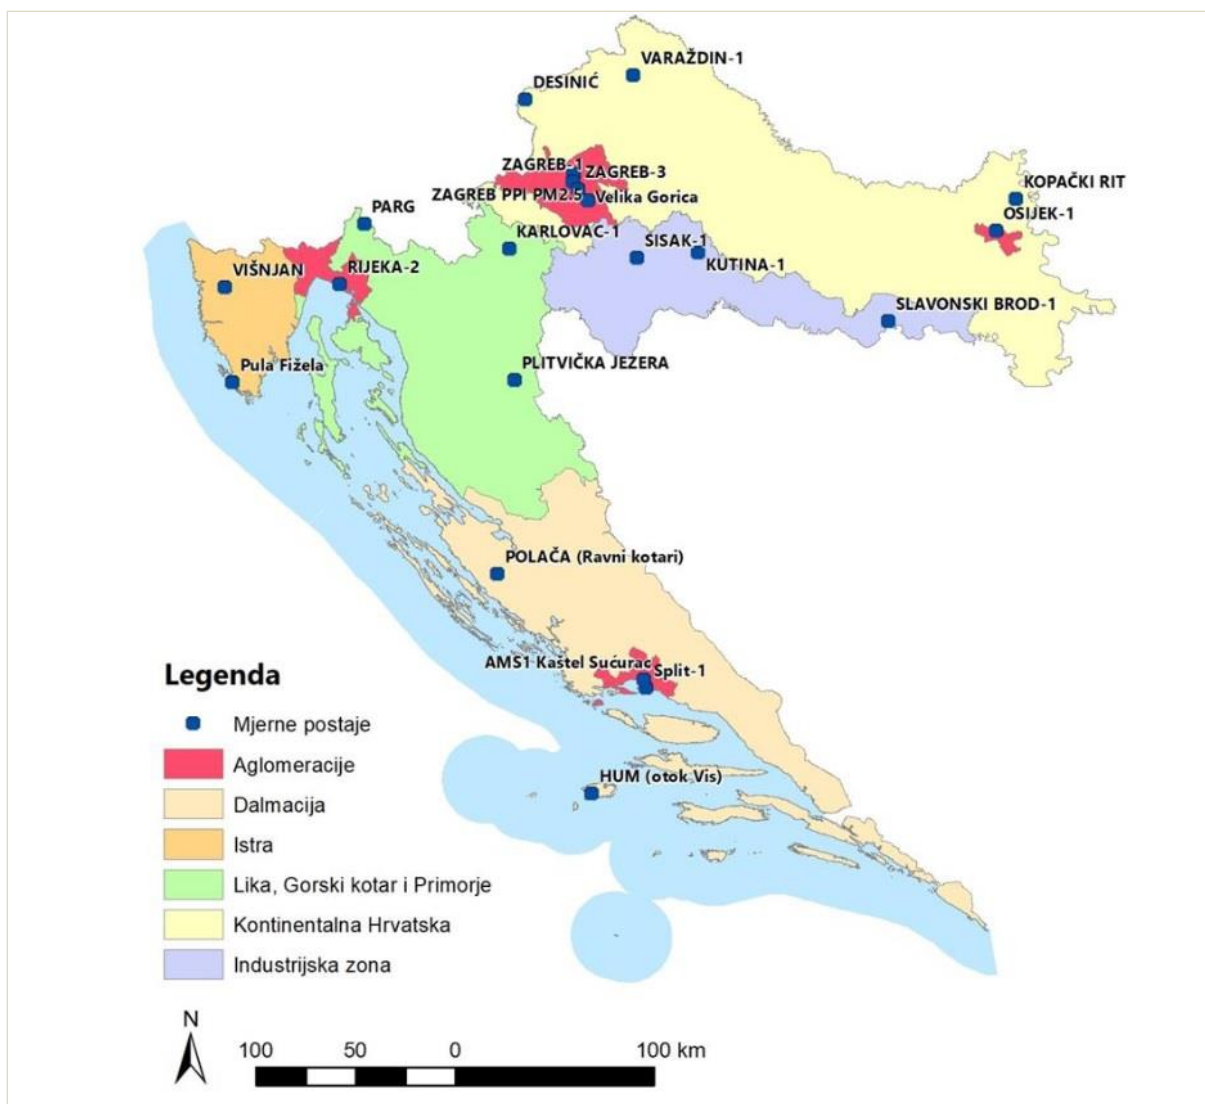 VARAŽDIN-1
DESINIĆ
ZAGREB-1
ZAGREB-3
KOPAČKI RIT
ZAGREB PPI PM2.5
Velika Gorica
PARG
OSIJEK-1
KARLOVAC-1
SISAK-1
KUTINA-1
VIŠNJAN
RIJEKA-2
SLAVONSKI BROD-1
Pula Fižela
PLITVIČKA JEZERA
POLAČA (Ravni kotari)
AMS1 Kaštel Sućurac
Split-1
HUM (otok Vis)
Legenda
Mjerne postaje
Aglomeracije
Dalmacija
Istra
Lika, Gorski kotar i Primorje
Kontinentalna Hrvatska
Industrijska zona
N
100 50 0 100 km